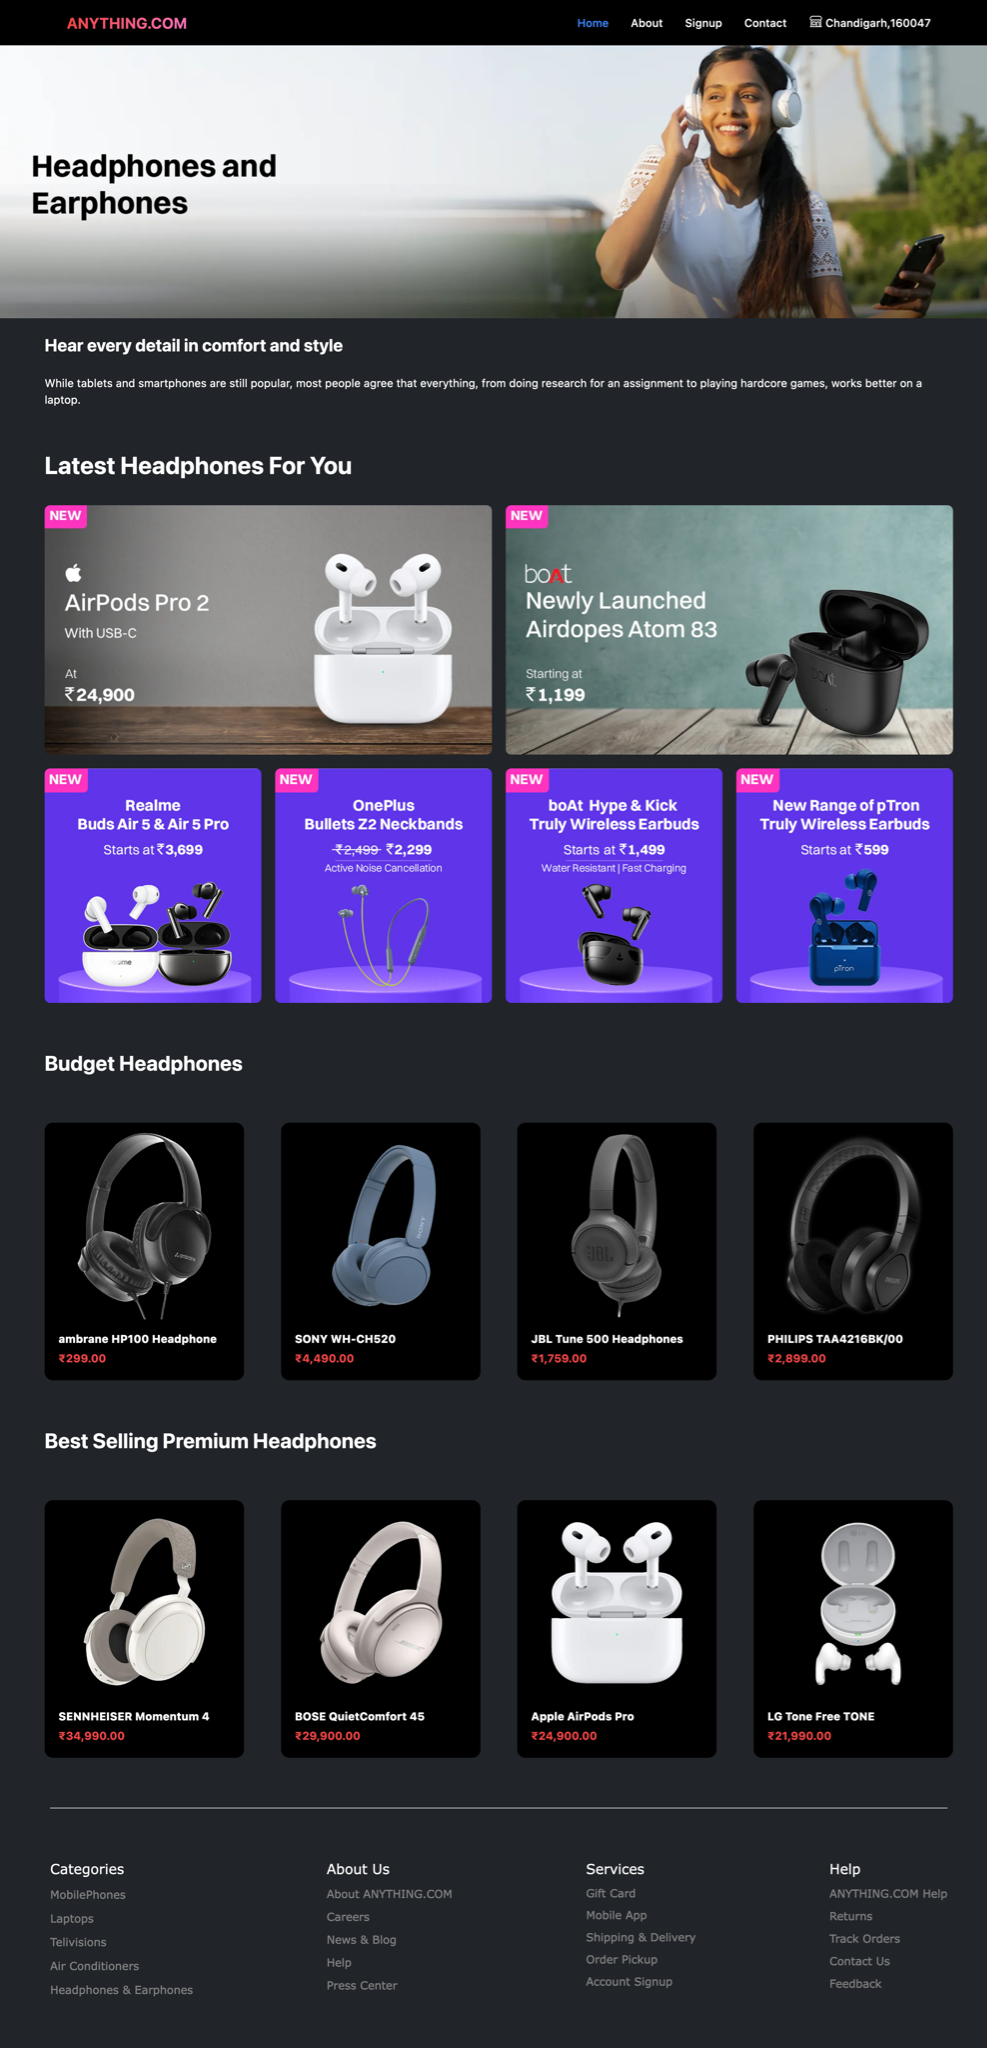 ANYTHING.COM
Home
About
Signup
Contact
Chandigarh,160047
Headphones and
Earphones
Hear every detail in comfort and style
While tablets and smartphones are still popular, most people agree that everything, from doing research for an assignment to playing hardcore games, works better on a
laptop.
Latest Headphones For You
NEW
AirPods Pro 2
With USB-C
At
₹24,900
NEW
boAt
Newly Launched
Airdopes Atom 83
Starting at
₹1,199
boAt
NEW
Realme
Buds Air 5 & Air 5 Pro
Starts at ₹3,699
realme
NEW
OnePlus
Bullets Z2 Neckbands
₹2,499 ₹2,299
Active Noise Cancellation
NEW
boAt Hype & Kick
Truly Wireless Earbuds
Starts at ₹1,499
Water Resistant | Fast Charging
NEW
New Range of pTron
Truly Wireless Earbuds
Starts at ₹599
pTron
Budget Headphones
SONY
JBL
PHILIPS
ambrane HP100 Headphone
₹299.00
SONY WH-CH520
₹4,490.00
JBL Tune 500 Headphones
₹1,759.00
PHILIPS TAA4216BK/00
₹2,899.00
Best Selling Premium Headphones
BOSE
LG
SENNHEISER Momentum 4
₹34,990.00
BOSE QuietComfort 45
₹29,900.00
Apple AirPods Pro
₹24,900.00
LG Tone Free TONE
₹21,990.00
Categories
MobilePhones
Laptops
Telivisions
Air Conditioners
Headphones & Earphones
About Us
About ANYTHING.COM
Careers
News & Blog
Help
Press Center
Services
Gift Card
Mobile App
Shipping & Delivery
Order Pickup
Account Signup
Help
ANYTHING.COM Help
Returns
Track Orders
Contact Us
Feedback